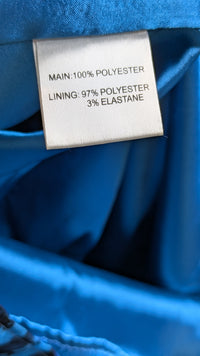 MAIN:100% POLYESTER
LINING: 97% POLYESTER
3% ELASTANE